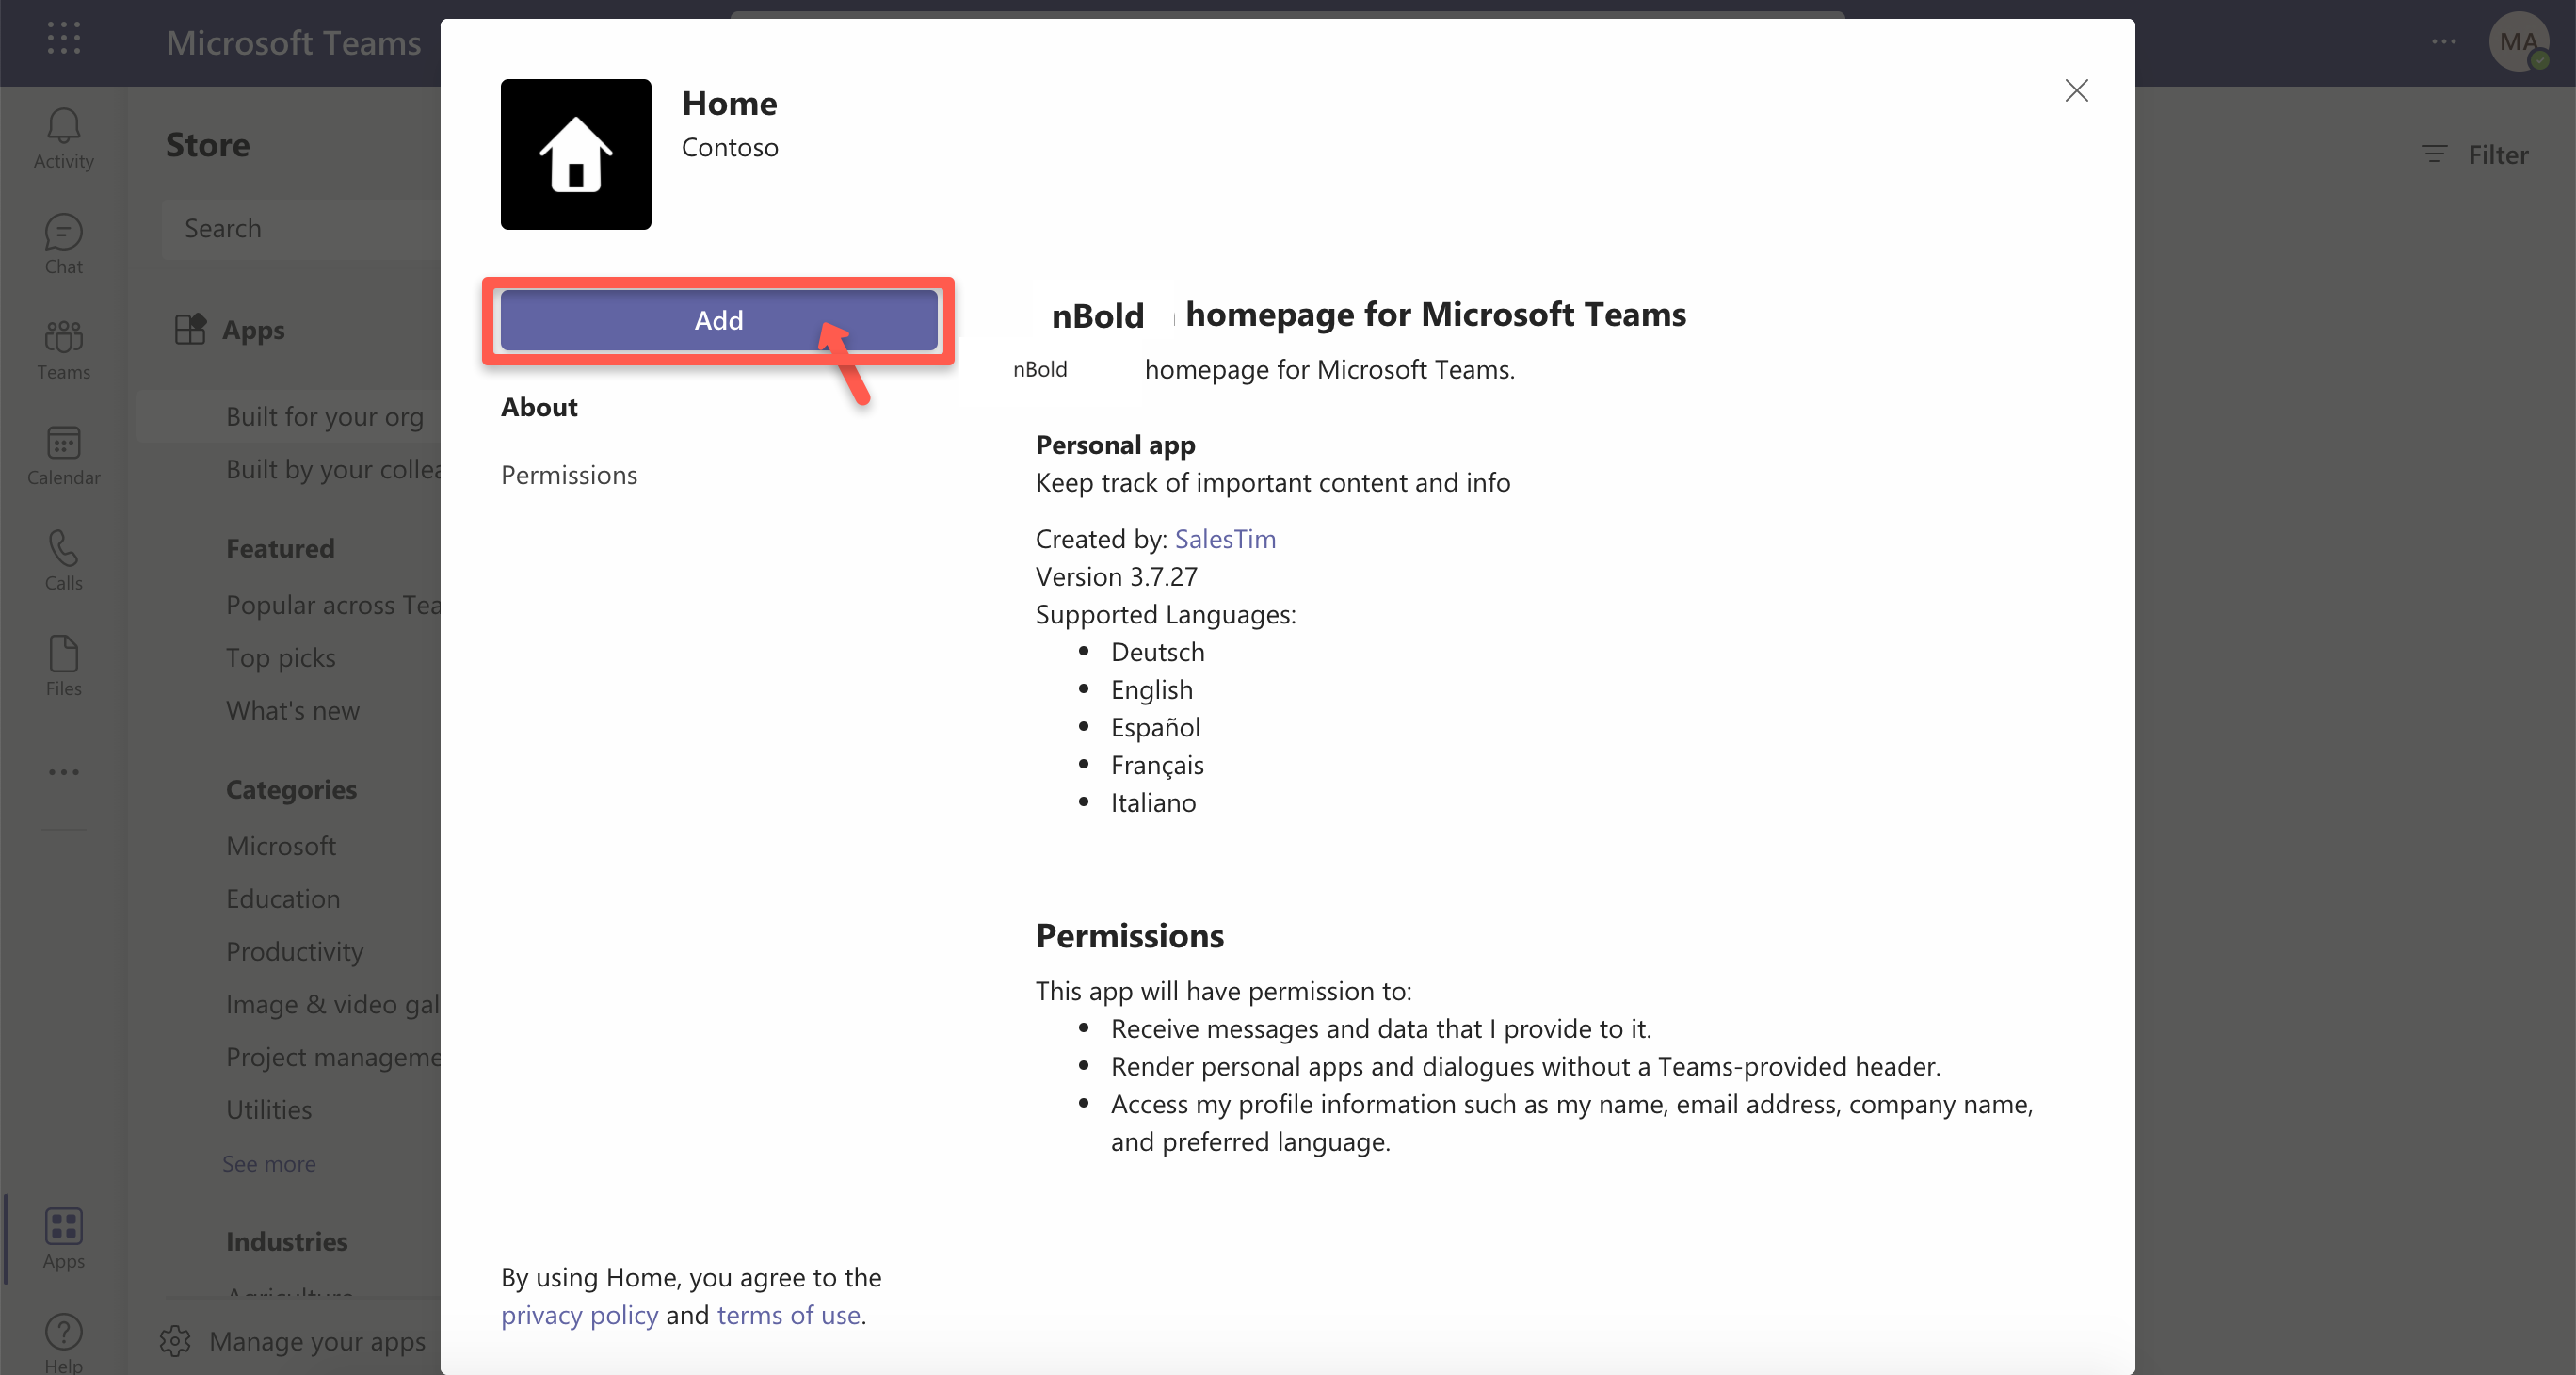 Microsoft Teams
MA
Activity
Chat
Teams
Calendar
Calls
Files
Apps
Help
Store
Search
Apps
Built for your org
Built by your collea
Featured
Popular across Tea
Top picks
What's new
Categories
Microsoft
Education
Productivity
Image & video gal
Project manageme
Utilities
See more
Industries
Agriculture
Manage your apps
Filter
Home
Contoso
Add
About
Permissions
By using Home, you agree to the
privacy policy and terms of use.
nBold homepage for Microsoft Teams
nBold homepage for Microsoft Teams.
Personal app
Keep track of important content and info
Created by: SalesTim
Version 3.7.27
Supported Languages:
• Deutsch
• English
• Español
• Français
• Italiano
Permissions
This app will have permission to:
• Receive messages and data that I provide to it.
• Render personal apps and dialogues without a Teams-provided header.
• Access my profile information such as my name, email address, company name,
and preferred language.